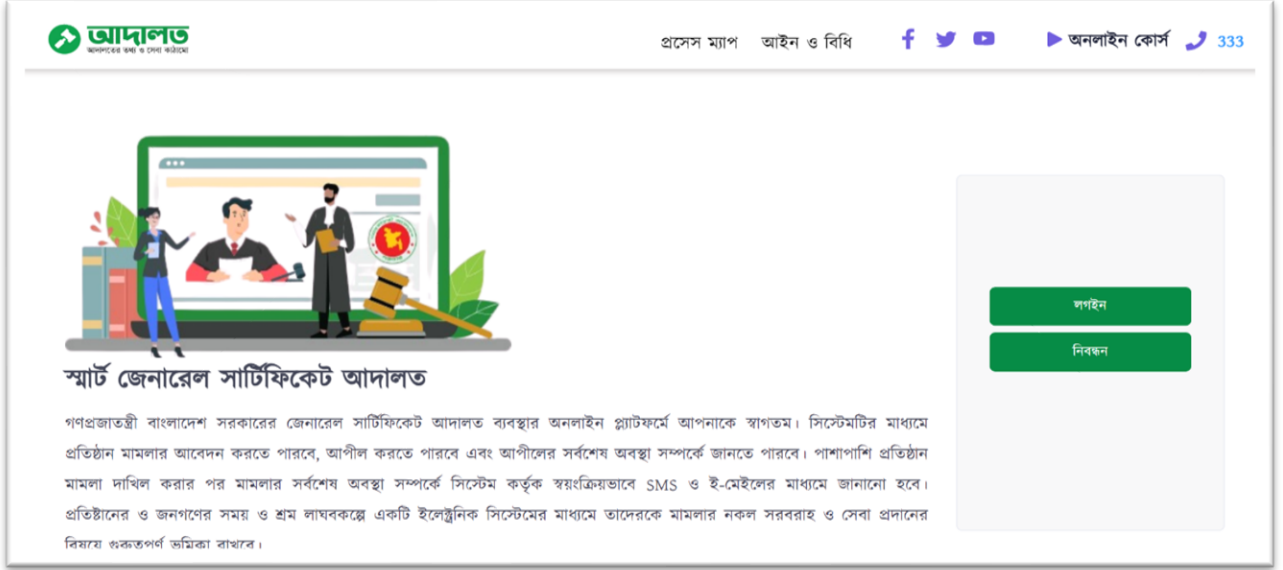 আদালত
আদালতের তথ্য ও সেবা কাঠামো
প্রসেস ম্যাপ আইন ও বিধি
অনলাইন কোর্স 333
লগইন
নিবন্ধন
স্মার্ট জেনারেল সার্টিফিকেট আদালত
গণপ্রজাতন্ত্রী বাংলাদেশ সরকারের জেনারেল সার্টিফিকেট আদালত ব্যবস্থার অনলাইন প্ল্যাটফর্মে আপনাকে স্বাগতম। সিস্টেমটির মাধ্যমে
প্রতিষ্ঠান মামলার আবেদন করতে পারবে, আপীল করতে পারবে এবং আপীলের সর্বশেষ অবস্থা সম্পর্কে জানতে পারবে। পাশাপাশি প্রতিষ্ঠান
মামলা দাখিল করার পর মামলার সর্বশেষ অবস্থা সম্পর্কে সিস্টেম কর্তৃক স্বয়ংক্রিয়ভাবে SMS ও ই-মেইলের মাধ্যমে জানানো হবে।
প্রতিষ্টানের ও জনগণের সময় ও শ্রম লাঘবকল্পে একটি ইলেক্ট্রনিক সিস্টেমের মাধ্যমে তাদেরকে মামলার নকল সরবরাহ ও সেবা প্রদানের
বিষয়ে গুরুত্বপূর্ণ ভূমিকা রাখবে।